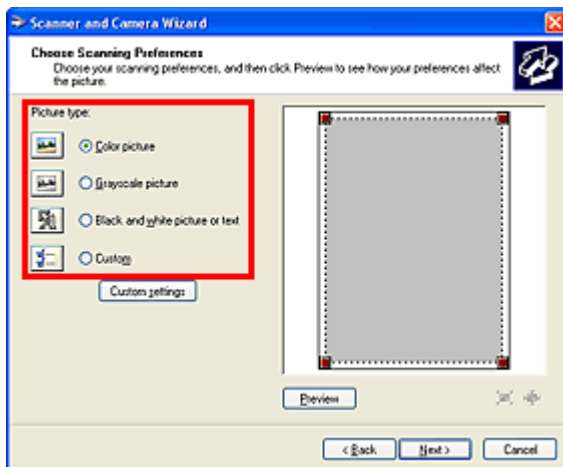 Scanner and Camera Wizard
Choose Scanning Preferences
Choose your scanning preferences, and then click Preview to see how your preferences affect
the picture.
Picture type:
Color picture
Grayscale picture
Black and white picture or text
Custom
Custom settings
Preview
< Back
Next >
Cancel